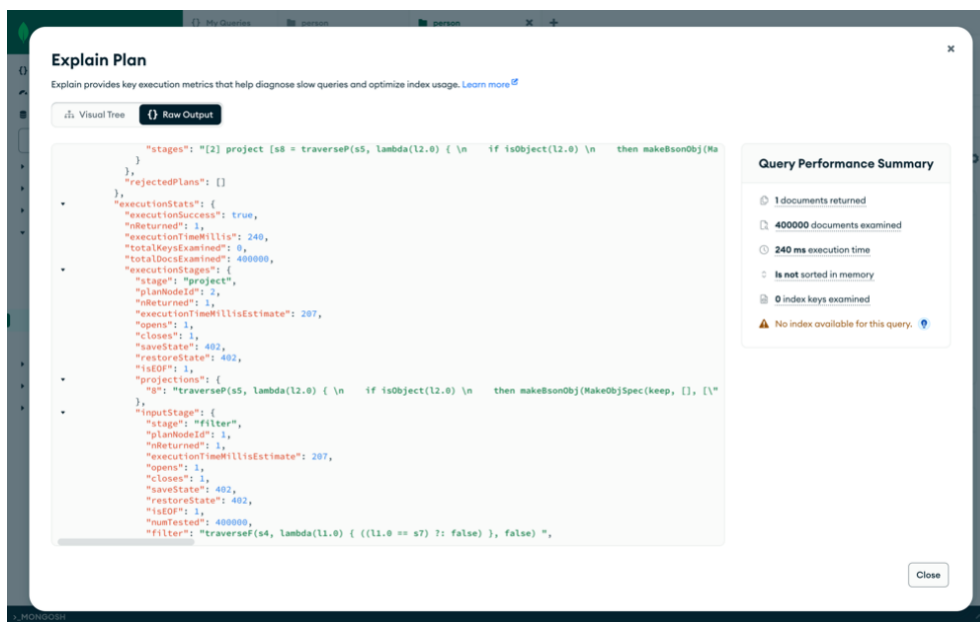 {} My Queries person person × +
Explain Plan
Explain provides key execution metrics that help diagnose slow queries and optimize index usage. Learn more
Visual Tree {} Raw Output
"stages": "[2] project [s8 = traverseP(s5, lambda(l2.0) { \n    if isObject(l2.0) \n    then makeBsonObj(Ma
}
},
"rejectedPlans": []
},
"executionStats": {
"executionSuccess": true,
"nReturned": 1,
"executionTimeMillis": 240,
"totalKeysExamined": 0,
"totalDocsExamined": 400000,
"executionStages": {
"stage": "project",
"planNodeId": 2,
"nReturned": 1,
"executionTimeMillisEstimate": 207,
"opens": 1,
"closes": 1,
"saveState": 402,
"restoreState": 402,
"isEOF": 1,
"projections": {
"8": "traverseP(s5, lambda(l2.0) { \n    if isObject(l2.0) \n    then makeBsonObj(MakeObjSpec(keep, [], [\"
},
"inputStage": {
"stage": "filter",
"planNodeId": 1,
"nReturned": 1,
"executionTimeMillisEstimate": 207,
"opens": 1,
"closes": 1,
"saveState": 402,
"restoreState": 402,
"isEOF": 1,
"numTested": 400000,
"filter": "traverseF(s4, lambda(l1.0) { ((l1.0 == s7) ?: false) }, false) ",
Query Performance Summary
1 documents returned
400000 documents examined
240 ms execution time
Is not sorted in memory
0 index keys examined
No index available for this query.
Close
>_MONGOSH